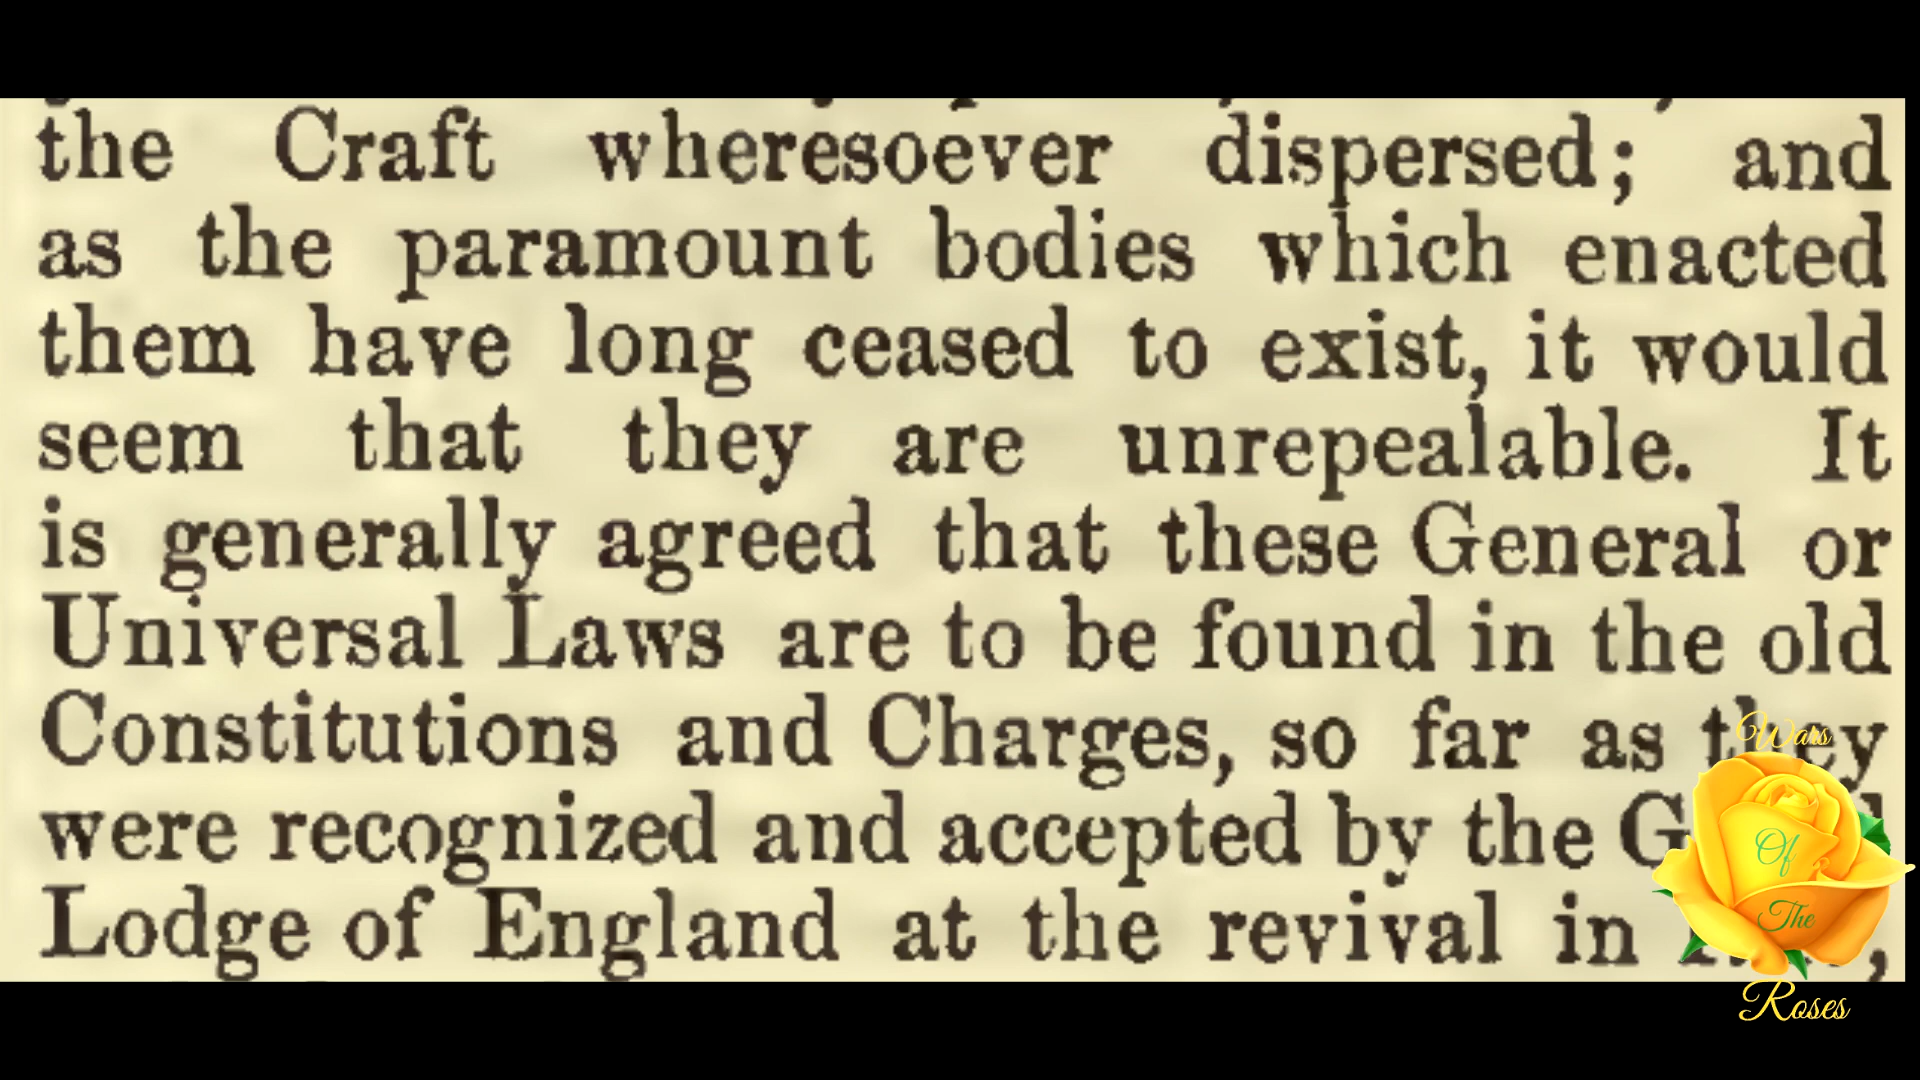 the Craft wheresoever dispersed; and
as the paramount bodies which enacted
them have long ceased to exist, it would
seem that they are unrepealable. It
is generally agreed that these General or
Universal Laws are to be found in the old
Constitutions and Charges, so far as they
were recognized and accepted by the
Lodge of England at the revival in
Wars
Of
The
Roses